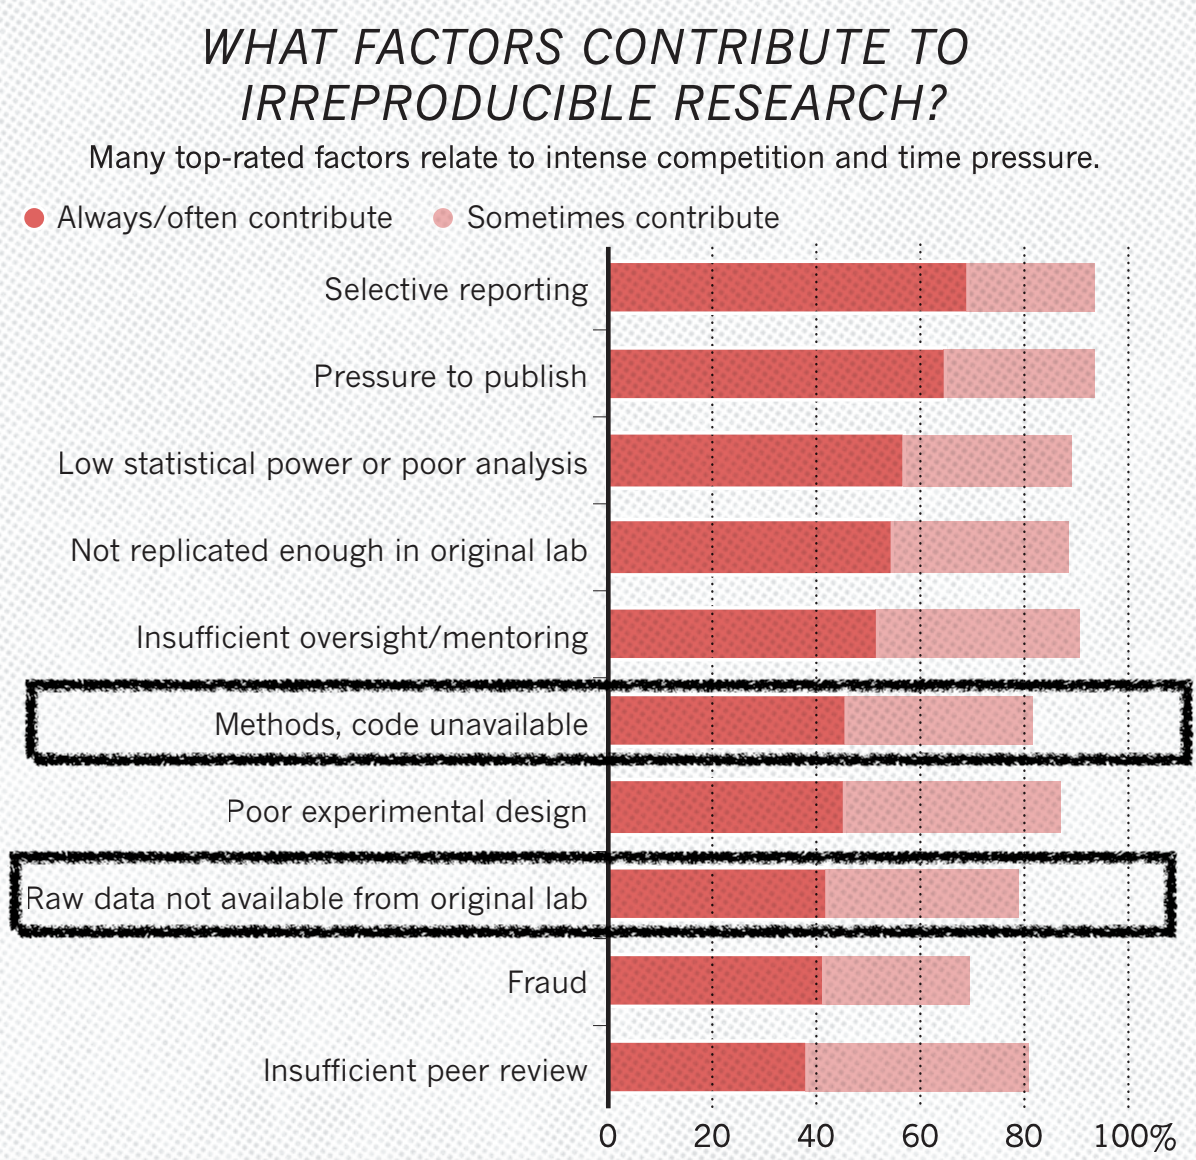 WHAT FACTORS CONTRIBUTE TO
IRREPRODUCIBLE RESEARCH?
Many top-rated factors relate to intense competition and time pressure.
Always/often contribute Sometimes contribute
Selective reporting
Pressure to publish
Low statistical power or poor analysis
Not replicated enough in original lab
Insufficient oversight/mentoring
Methods, code unavailable
Poor experimental design
Raw data not available from original lab
Fraud
Insufficient peer review
0 20 40 60 80 100%